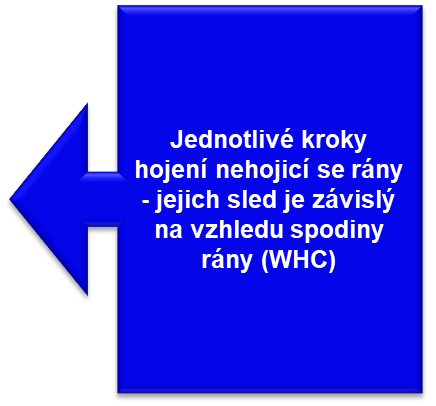 Jednotlivé kroky
hojení nehojicí se rány
- jejich sled je závislý
na vzhledu spodiny
rány (WHC)